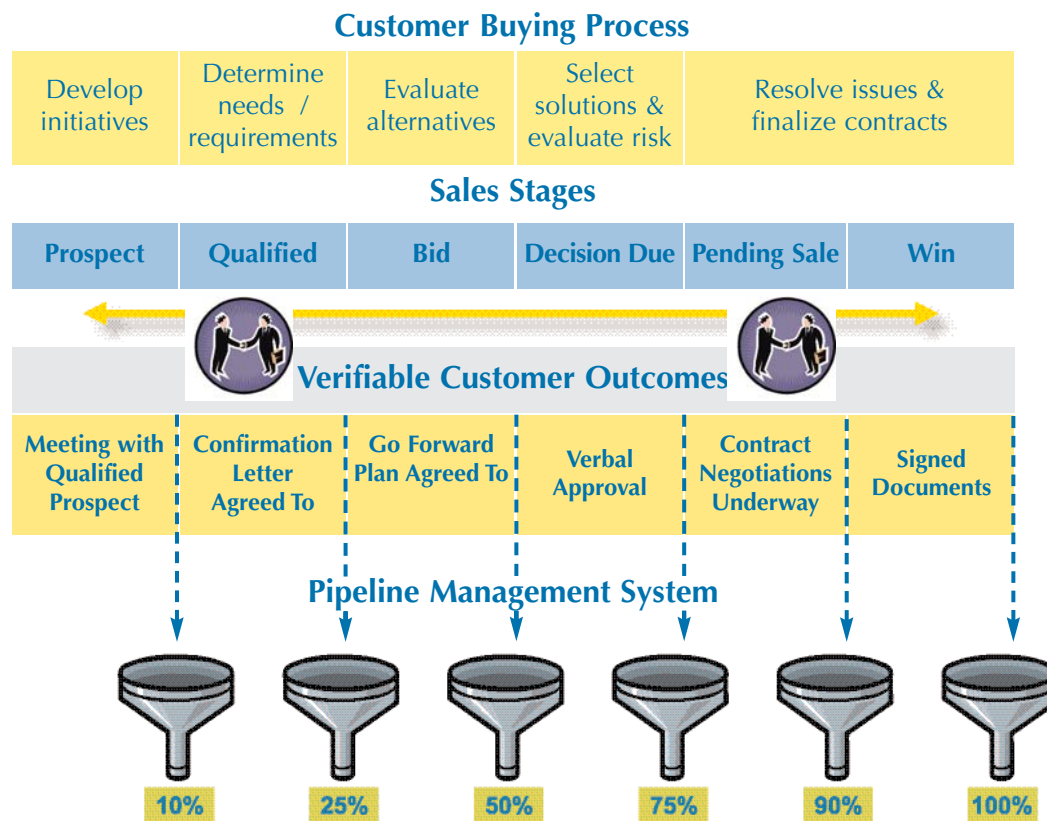 Customer Buying Process
Develop
initiatives
Determine
needs /
requirements
Evaluate
alternatives
Select
solutions &
evaluate risk
Resolve issues &
finalize contracts
Sales Stages
Prospect
Qualified
Bid
Decision Due
Pending Sale
Win
Verifiable Customer Outcomes
Meeting with
Qualified
Prospect
Confirmation
Letter
Agreed To
Go Forward
Plan Agreed To
Verbal
Approval
Contract
Negotiations
Underway
Signed
Documents
Pipeline Management System
10%
25%
50%
75%
90%
100%